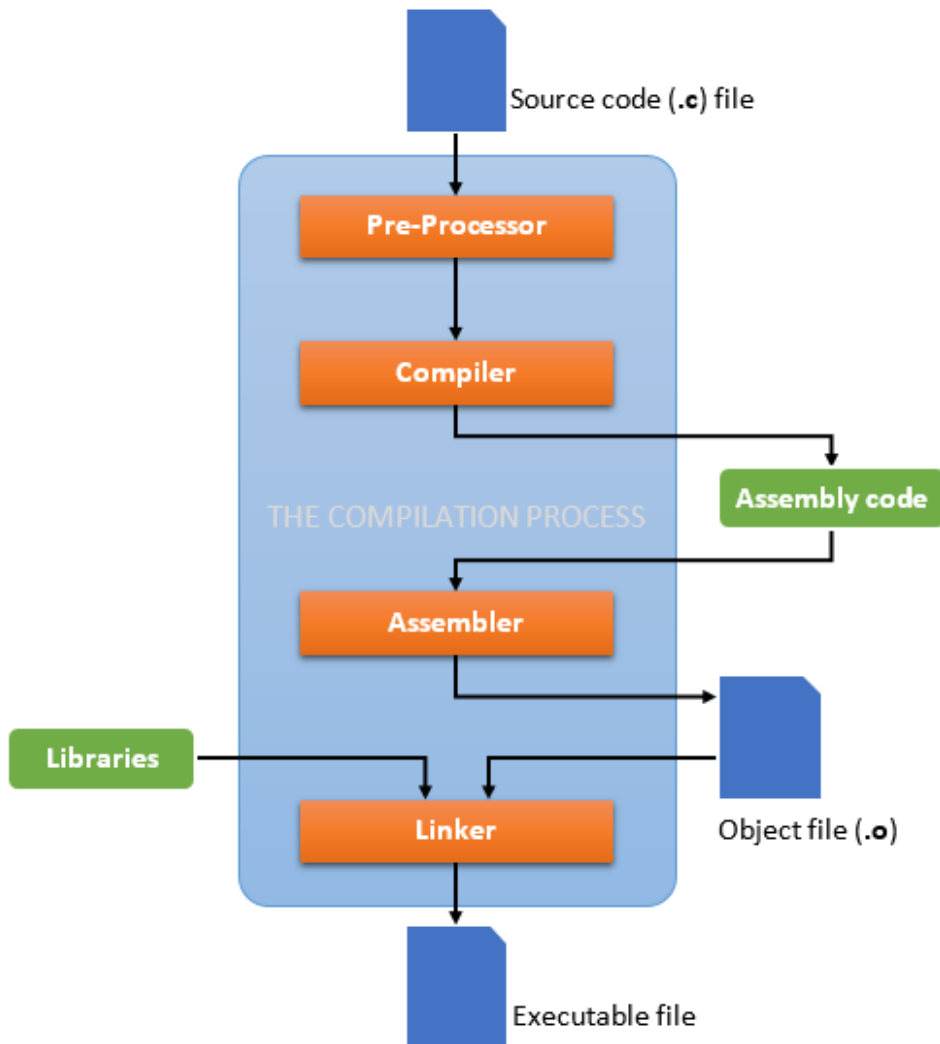 Source code (.c) file
Pre-Processor
Compiler
Assembly code
THE COMPILATION PROCESS
Assembler
Libraries
Linker
Object file (.o)
Executable file